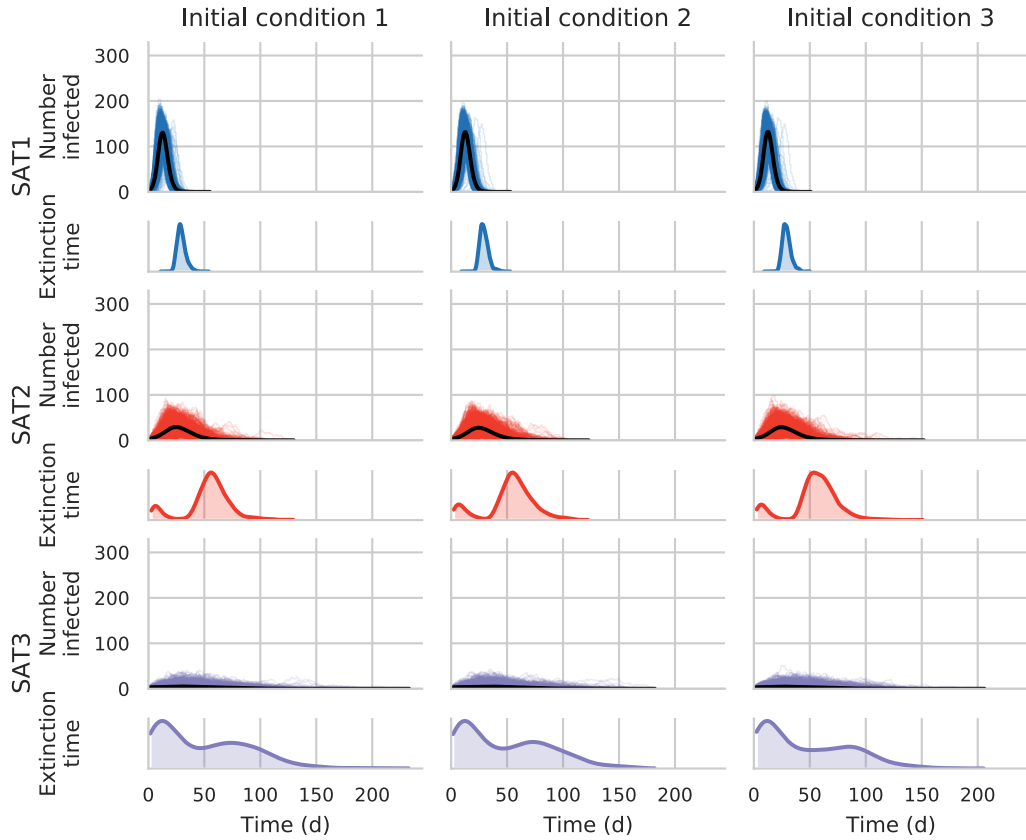 Initial condition 1
Initial condition 2
Initial condition 3
SAT1
Number
infected
300
200
100
0
Extinction
time
SAT2
Number
infected
300
200
100
0
Extinction
time
SAT3
Number
infected
300
200
100
0
Extinction
time
0 50 100 150 200
0 50 100 150 200
0 50 100 150 200
Time (d)
Time (d)
Time (d)